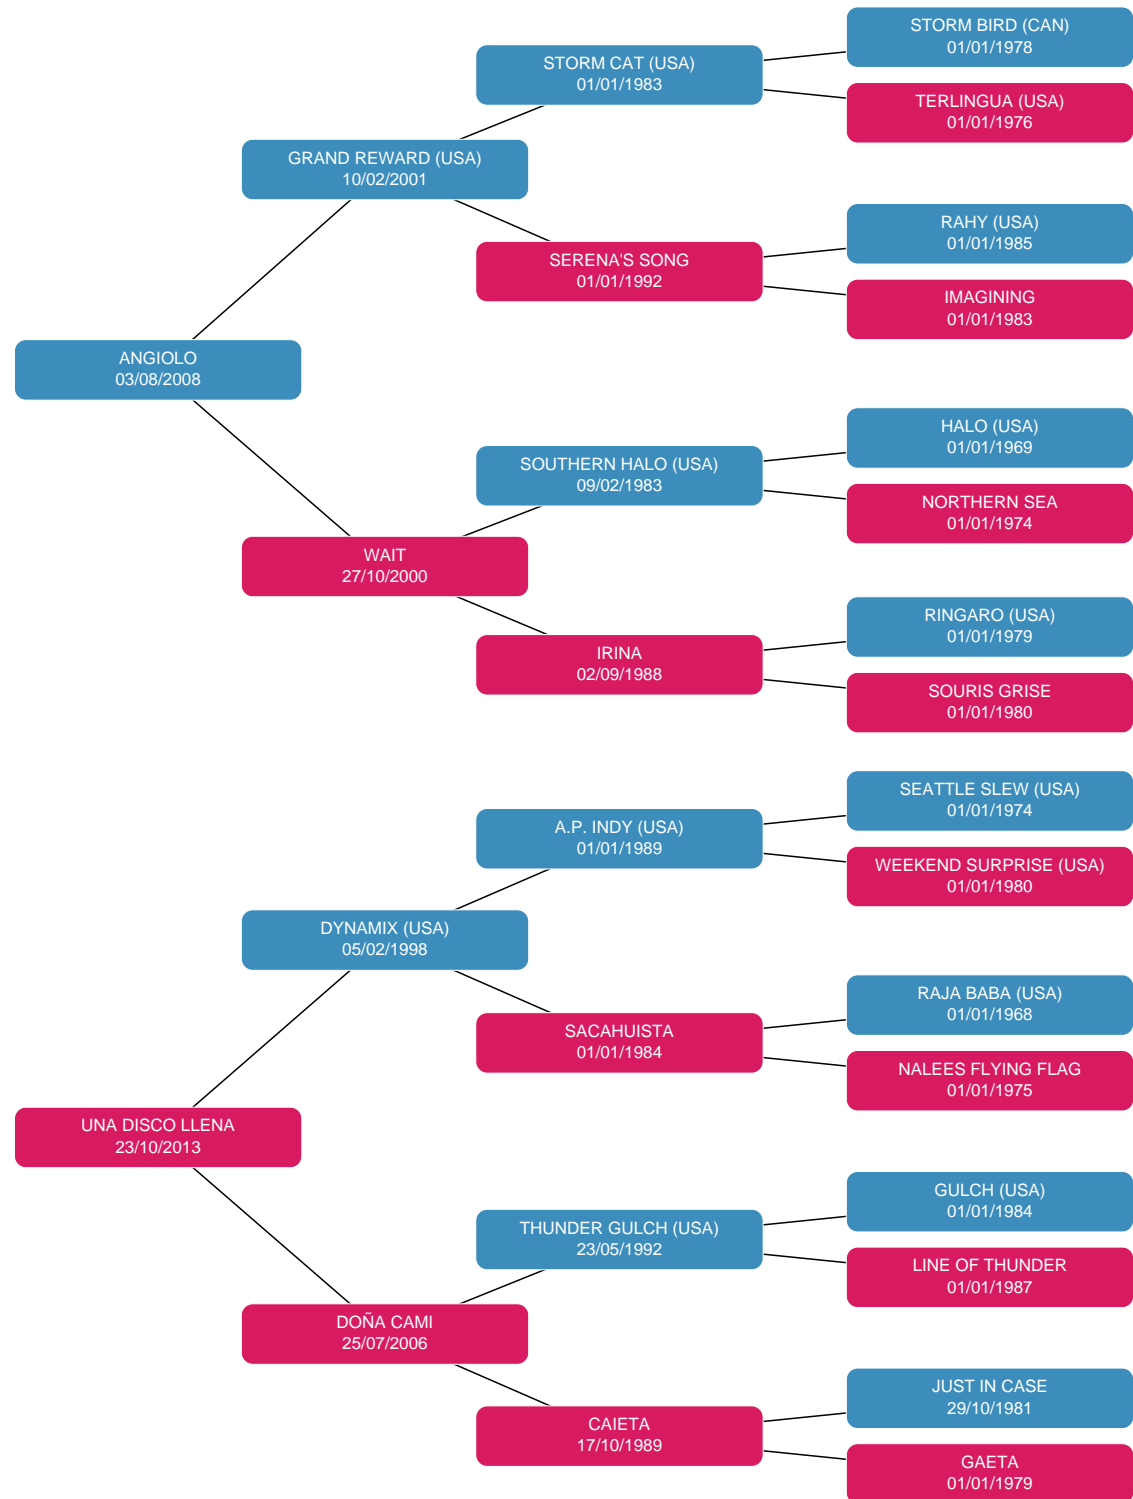 STORM BIRD (CAN)
01/01/1978
STORM CAT (USA)
01/01/1983
TERLINGUA (USA)
01/01/1976
GRAND REWARD (USA)
10/02/2001
RAHY (USA)
01/01/1985
SERENA'S SONG
01/01/1992
IMAGINING
01/01/1983
ANGIOLO
03/08/2008
HALO (USA)
01/01/1969
SOUTHERN HALO (USA)
09/02/1983
NORTHERN SEA
01/01/1974
WAIT
27/10/2000
RINGARO (USA)
01/01/1979
IRINA
02/09/1988
SOURIS GRISE
01/01/1980
SEATTLE SLEW (USA)
01/01/1974
A.P. INDY (USA)
01/01/1989
WEEKEND SURPRISE (USA)
01/01/1980
DYNAMIX (USA)
05/02/1998
RAJA BABA (USA)
01/01/1968
SACAHUISTA
01/01/1984
NALEES FLYING FLAG
01/01/1975
UNA DISCO LLENA
23/10/2013
GULCH (USA)
01/01/1984
THUNDER GULCH (USA)
23/05/1992
LINE OF THUNDER
01/01/1987
DOÑA CAMI
25/07/2006
JUST IN CASE
29/10/1981
CAIETA
17/10/1989
GAETA
01/01/1979